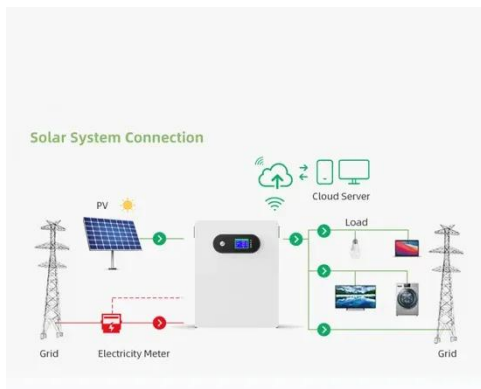 Solar System Connection
Cloud Server
PV
Load
Grid
Electricity Meter
Grid